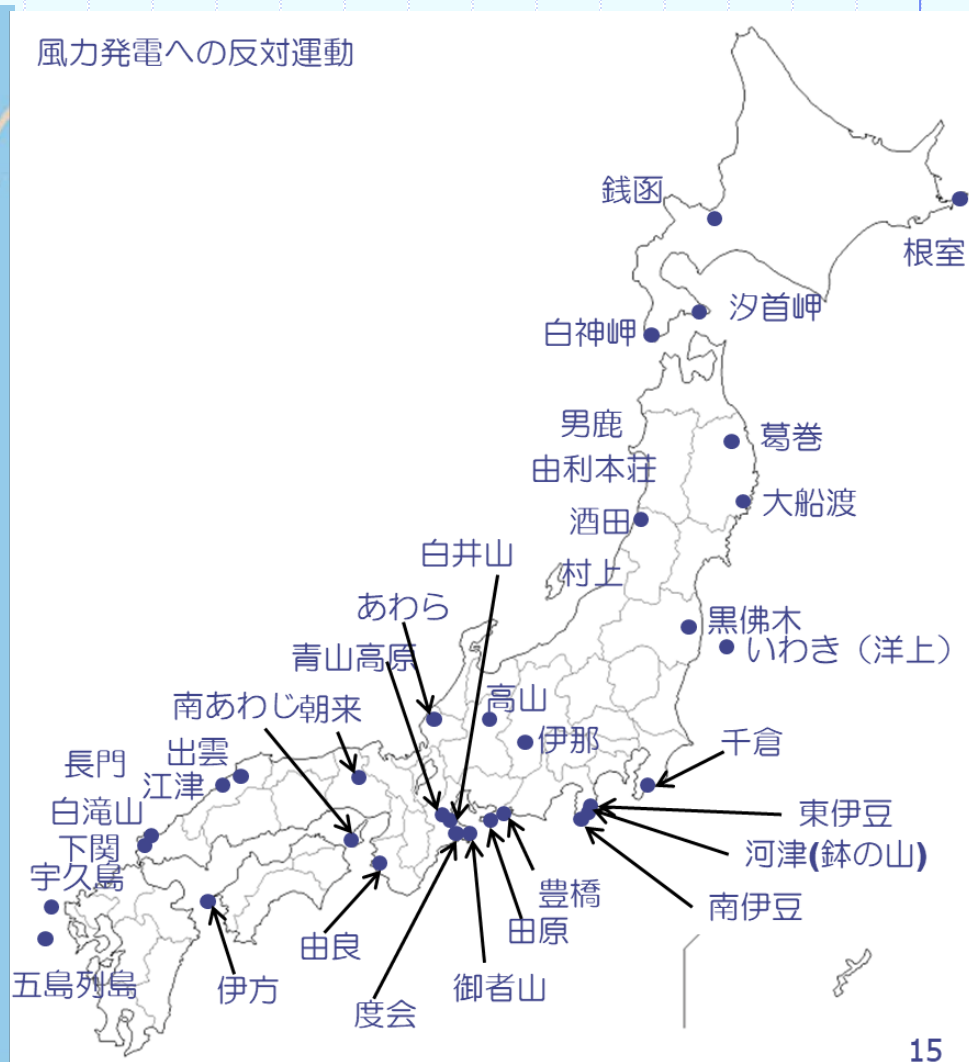 風力発電への反対運動
銭函
根室
汐首岬
白神岬
男鹿
葛巻
由利本荘
大船渡
酒田
白井山
村上
あわら
黒佛木
いわき（洋上）
青山高原
南あわじ
朝来
高山
伊那
千倉
出雲
長門
江津
白滝山
東伊豆
下関
河津(鉢の山)
宇久島
豊橋
南伊豆
田原
由良
五島列島
伊方
御者山
度会
15